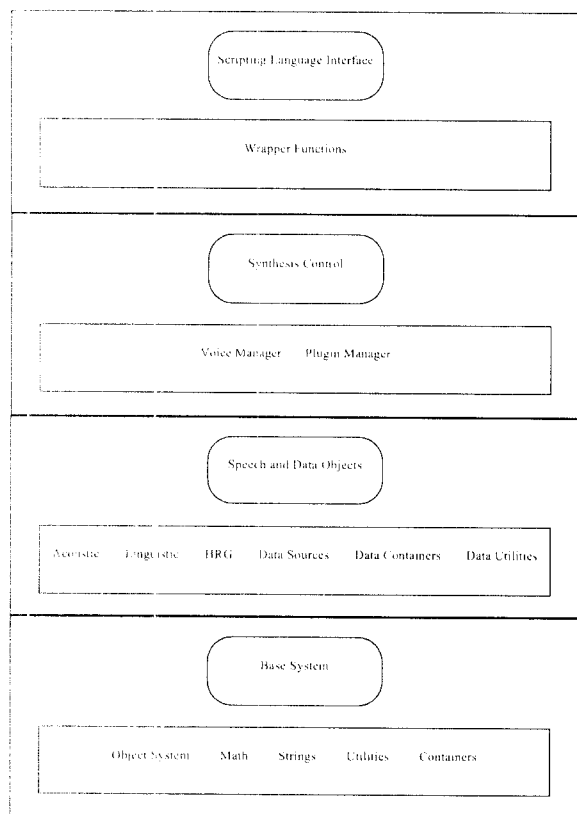 Scripting Language Interface
Wrapper Functions
Synthesis Control
Voice Manager Plugin Manager
Speech and Data Objects
Acoustic Linguistic HRG Data Sources Data Containers Data Utilities
Base System
Object System Math Strings Utilities Containers